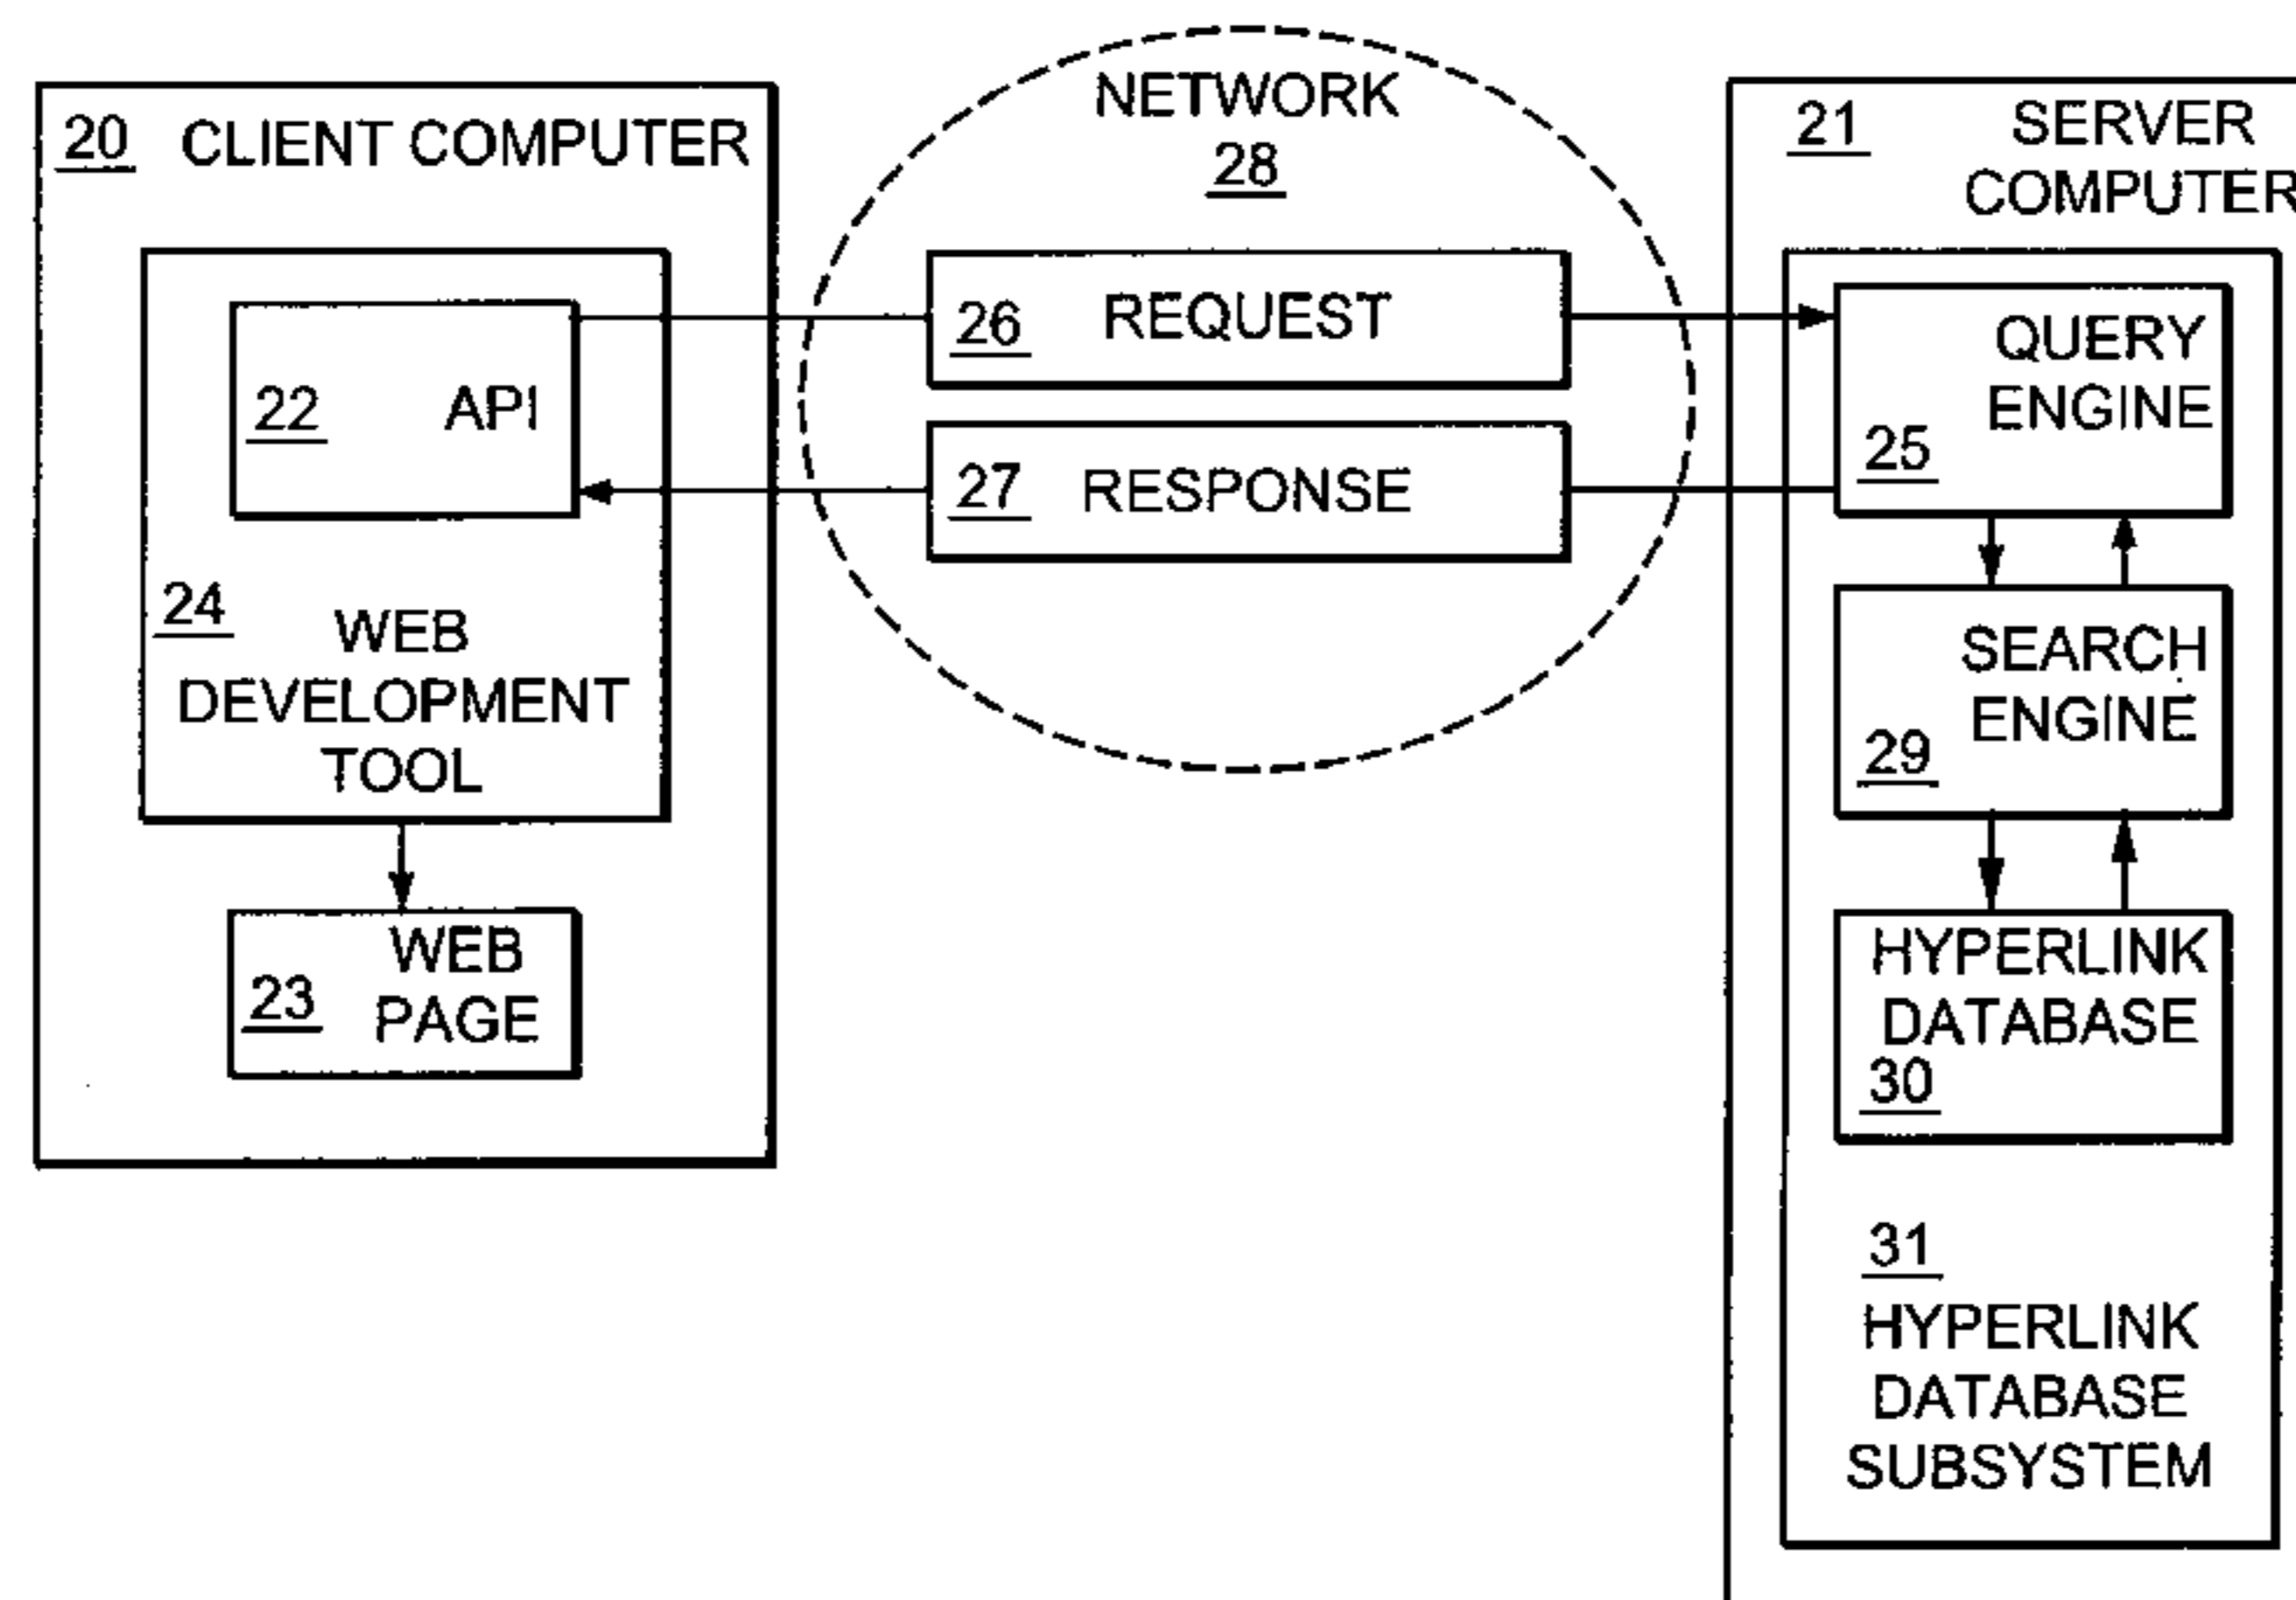 20 CLIENT COMPUTER
22 API
24
WEB
DEVELOPMENT
TOOL
WEB
23
PAGE
NETWORK
28
26 REQUEST
27 RESPONSE
21 SERVER
COMPUTER
QUERY
ENGINE
25
SEARCH
ENGINE
29
HYPERLINK
DATABASE
30
31
HYPERLINK
DATABASE
SUBSYSTEM